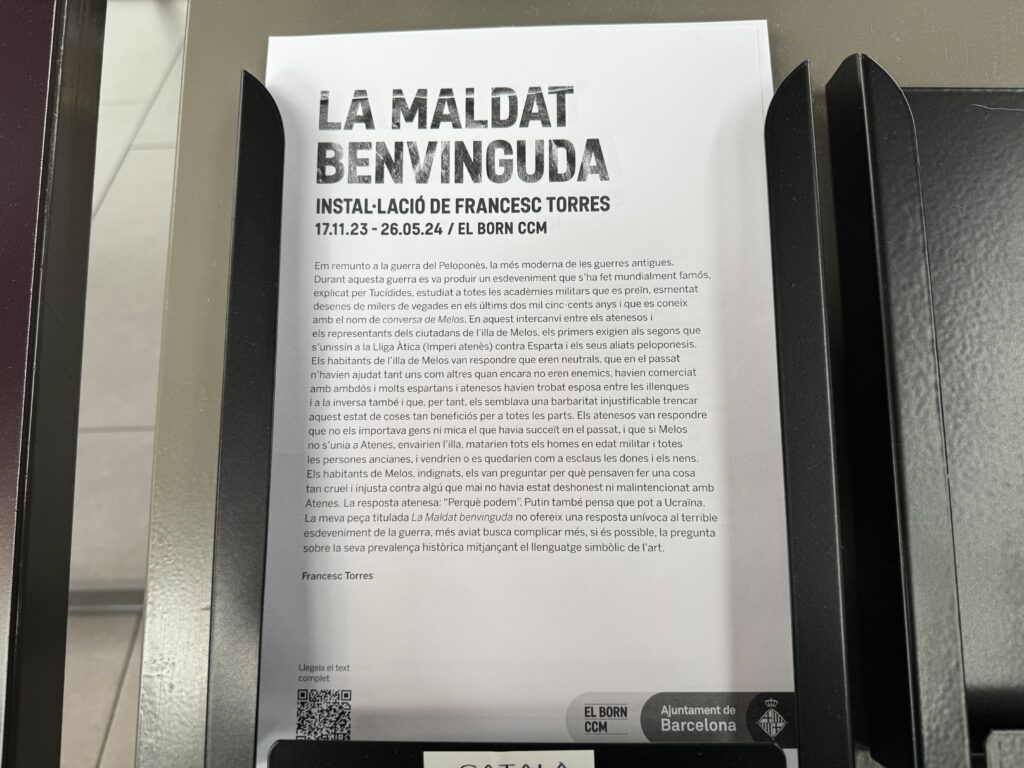 LA MALDAT
BENVINGUDA
INSTAL·LACIÓ DE FRANCESC TORRES
17.11.23 - 26.05.24 / EL BORN CCM
Em remunto a la guerra del Peloponès, la més moderna de les guerres antigues.
Durant aquesta guerra es va produir un esdeveniment que s'ha fet mundialment famós,
explicat per Tucídides, estudiat a totes les acadèmies militars que es preïn, esmentat
desenes de milers de vegades en els últims dos mil cinc-cents anys i que es coneix
amb el nom de conversa de Melos. En aquest intercanvi entre els atenesos i
els representants dels ciutadans de l'illa de Melos, els primers exigien als segons que
s'unissin a la Lliga Àtica (Imperi atenès) contra Esparta i els seus aliats peloponesis.
Els habitants de l'illa de Melos van respondre que eren neutrals, que en el passat
n'havien ajudat tant uns com altres quan encara no eren enemics, havien comerciat
amb ambdós i molts espartans i atenesos havien trobat esposa entre les illenques
i a la inversa també i que, per tant, els semblava una barbaritat injustificable trencar
aquest estat de coses tan beneficiós per a totes les parts. Els atenesos van respondre
que no els importava gens ni mica el que havia succeït en el passat, i que si Melos
no s'unia a Atenes, envairien l'illa, matarien tots els homes en edat militar i totes
les persones ancianes, i vendrien o es quedarien com a esclaus les dones i els nens.
Els habitants de Melos, indignats, els van preguntar per què pensaven fer una cosa
tan cruel i injusta contra algú que mai no havia estat deshonest ni malintencionat amb
Atenes. La resposta atenesa: "Perquè podem". Putin també pensa que pot a Ucraïna.
La meva peça titulada La Maldat benvinguda no ofereix una resposta unívoca al terrible
esdeveniment de la guerra, més aviat busca complicar més, si és possible, la pregunta
sobre la seva prevalença històrica mitjançant el llenguatge simbòlic de l'art.
Francesc Torres
Llegeix el text
complet
EL BORN
CCM
Ajuntament de
Barcelona
CATALÀ